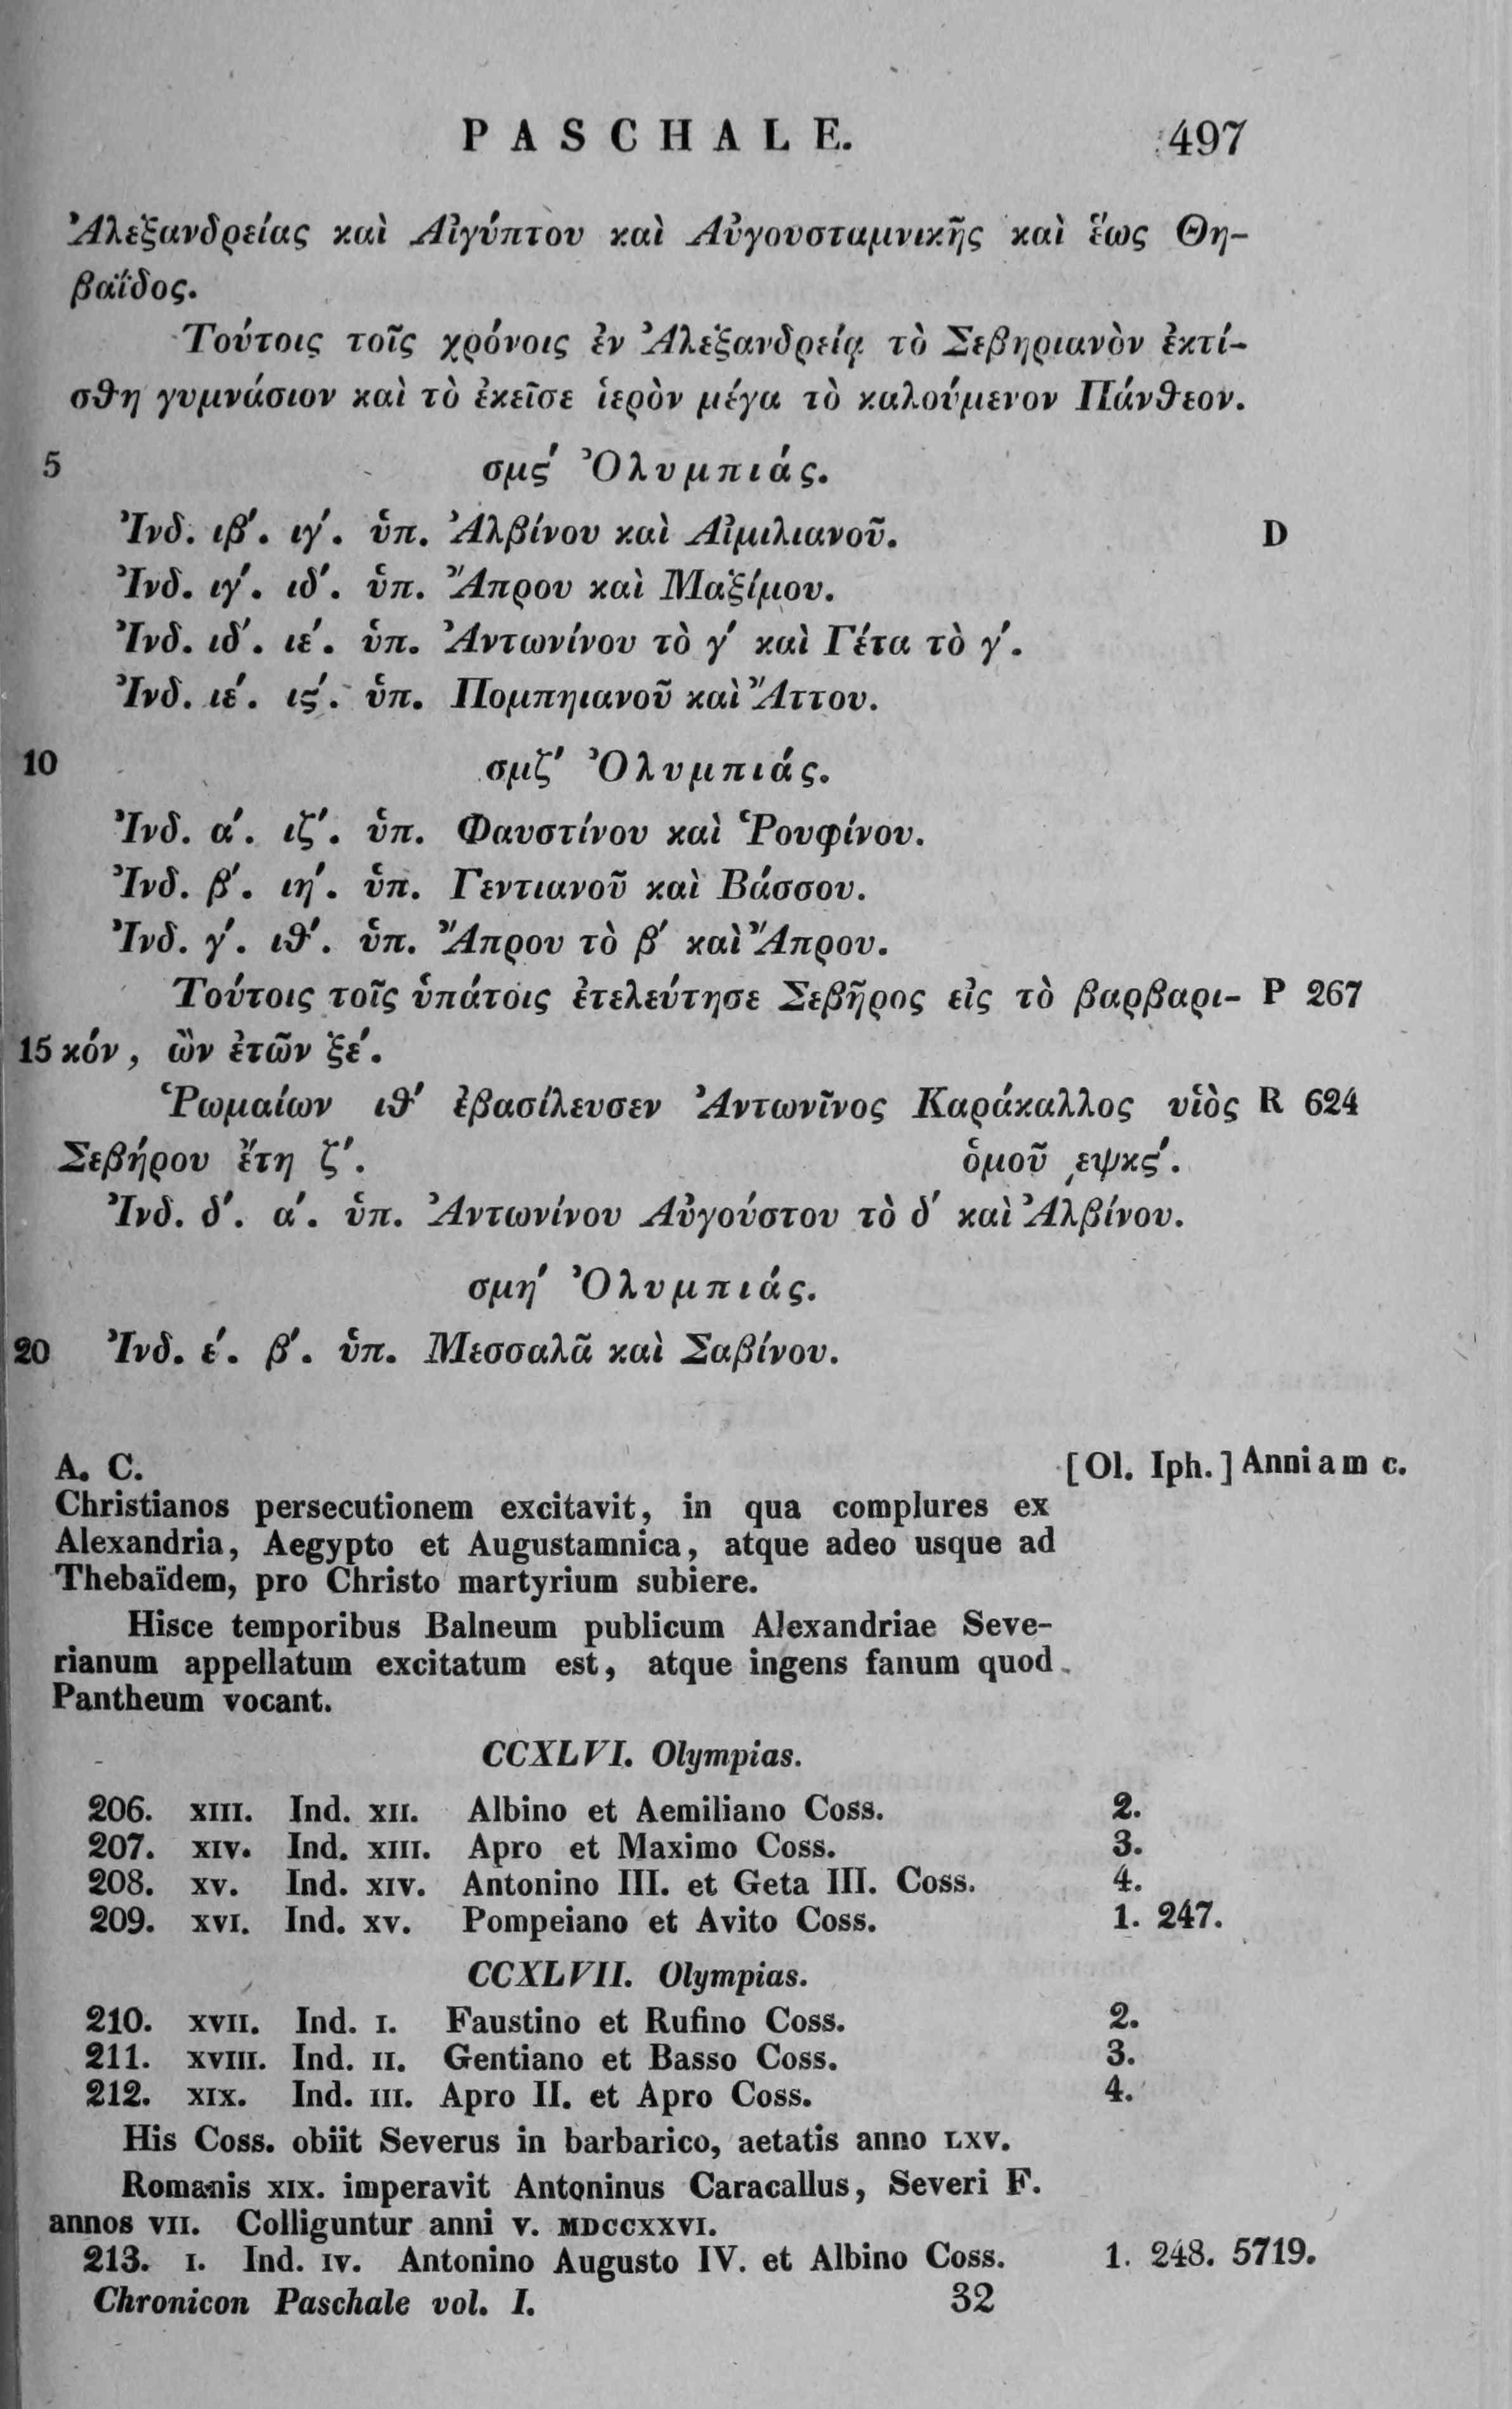 PASCHALE. 497
Ἀλεξανδρείας καὶ Αἰγύπτου καὶ Αὐγουσταμνικῆς καὶ ἕως Θη-
βαΐδος.
Τούτοις τοῖς χρόνοις ἐν Ἀλεξανδρείᾳ τὸ Σεβηριανὸν ἐκτί-
σθη γυμνάσιον καὶ τὸ ἐκεῖσε ἱερὸν μέγα τὸ καλούμενον Πάνθεον.
5 σμϛʹ Ὀλυμπιάς.
Ἰνδ. ιβʹ. ιγʹ. ὑπ. Ἀλβίνου καὶ Αἰμιλιανοῦ. D
Ἰνδ. ιγʹ. ιδʹ. ὑπ. Ἄπρου καὶ Μαξίμου.
Ἰνδ. ιδʹ. ιεʹ. ὑπ. Ἀντωνίνου τὸ γʹ καὶ Γέτα τὸ γʹ.
Ἰνδ. ιεʹ. ιϛʹ. ὑπ. Πομπηιανοῦ καὶ Ἄττου.
10 σμζʹ Ὀλυμπιάς.
Ἰνδ. αʹ. ιζʹ. ὑπ. Φαυστίνου καὶ Ῥουφίνου.
Ἰνδ. βʹ. ιηʹ. ὑπ. Γεντιανοῦ καὶ Βάσσου.
Ἰνδ. γʹ. ιθʹ. ὑπ. Ἄπρου τὸ βʹ καὶ Ἄπρου.
Τούτοις τοῖς ὑπάτοις ἐτελεύτησε Σεβῆρος εἰς τὸ βαρβαρι- P 267
15 κόν, ὢν ἐτῶν ξεʹ.
Ῥωμαίων ιθʹ ἐβασίλευσεν Ἀντωνῖνος Καράκαλλος υἱὸς R 624
Σεβήρου ἔτη ζʹ. ὁμοῦ ͵εψκϛʹ.
Ἰνδ. δʹ. αʹ. ὑπ. Ἀντωνίνου Αὐγούστου τὸ δʹ καὶ Ἀλβίνου.
σμηʹ Ὀλυμπιάς.
20 Ἰνδ. εʹ. βʹ. ὑπ. Μεσσαλᾶ καὶ Σαβίνου.
A. C. [Ol. Iph.] Anni a m c.
Christianos persecutionem excitavit, in qua complures ex
Alexandria, Aegypto et Augustamnica, atque adeo usque ad
Thebaïdem, pro Christo martyrium subiere.
Hisce temporibus Balneum publicum Alexandriae Seve-
rianum appellatum excitatum est, atque ingens fanum quod
Pantheum vocant.
CCXLVI. Olympias.
206. XIII. Ind. XII. Albino et Aemiliano Coss. 2.
207. XIV. Ind. XIII. Apro et Maximo Coss. 3.
208. XV. Ind. XIV. Antonino III. et Geta III. Coss. 4.
209. XVI. Ind. XV. Pompeiano et Avito Coss. 1. 247.
CCXLVII. Olympias.
210. XVII. Ind. I. Faustino et Rufino Coss. 2.
211. XVIII. Ind. II. Gentiano et Basso Coss. 3.
212. XIX. Ind. III. Apro II. et Apro Coss. 4.
His Coss. obiit Severus in barbarico, aetatis anno LXV.
Romanis XIX. imperavit Antoninus Caracallus, Severi F.
annos VII. Colliguntur anni V. MDCCXXVI.
213. I. Ind. IV. Antonino Augusto IV. et Albino Coss. 1. 248. 5719.
Chronicon Paschale vol. I. 32